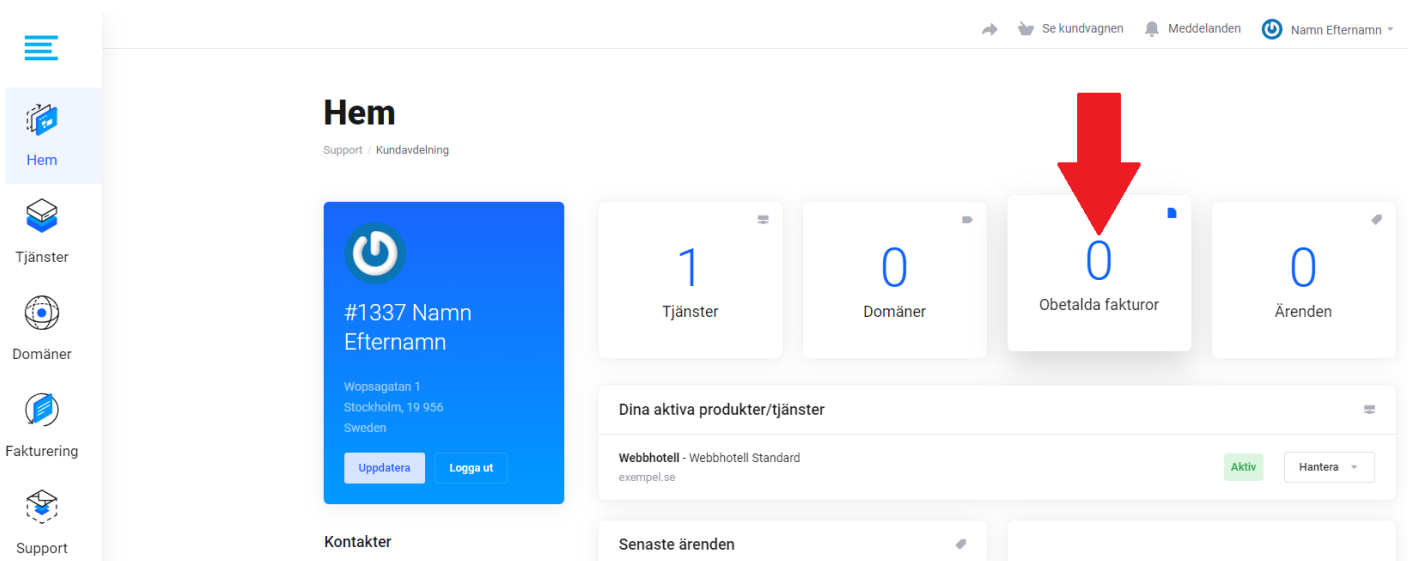 Se kundvagnen
Meddelanden
Namn Efternamn
Hem
Tjänster
Domäner
Fakturering
Support
Hem
Support / Kundavdelning
#1337 Namn
Efternamn
Wopsagatan 1
Stockholm, 19 956
Sweden
Uppdatera
Logga ut
Kontakter
1
Tjänster
0
Domäner
0
Obetalda fakturor
0
Ärenden
Dina aktiva produkter/tjänster
Webbhotell - Webbhotell Standard
exempel.se
Aktiv
Hantera
Senaste ärenden